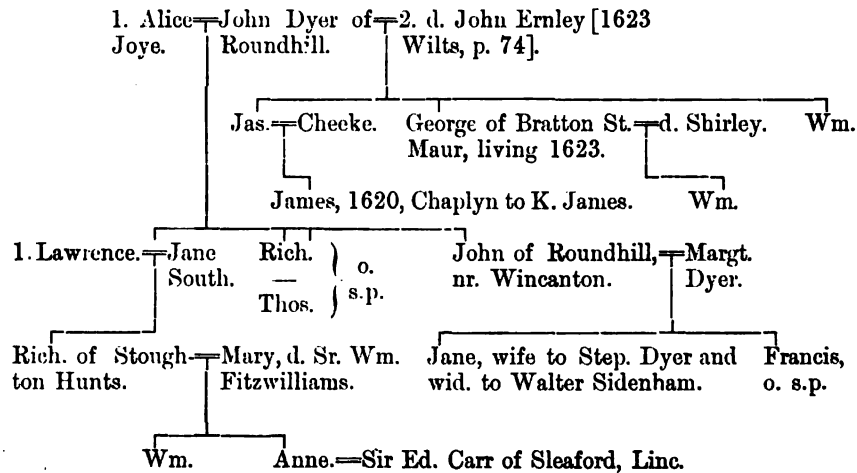 1. Alice John Dyer of 2. d. John Ernley [1623
Joye. Roundhill. Wilts, p. 74].
Jas. Cheeke. George of Bratton St. d. Shirley. Wm.
Maur, living 1623.
James, 1620, Chaplyn to K. James. Wm.
1. Lawrence. Jane Rich. o. John of Roundhill, Margt.
South. — s.p. nr. Wincanton. Dyer.
Thos.
Rich. of Stough- Mary, d. Sr. Wm. Jane, wife to Step. Dyer and Francis,
ton Hunts. Fitzwilliams. wid. to Walter Sidenham. o. s.p.
Wm. Anne. Sir Ed. Carr of Sleaford, Linc.